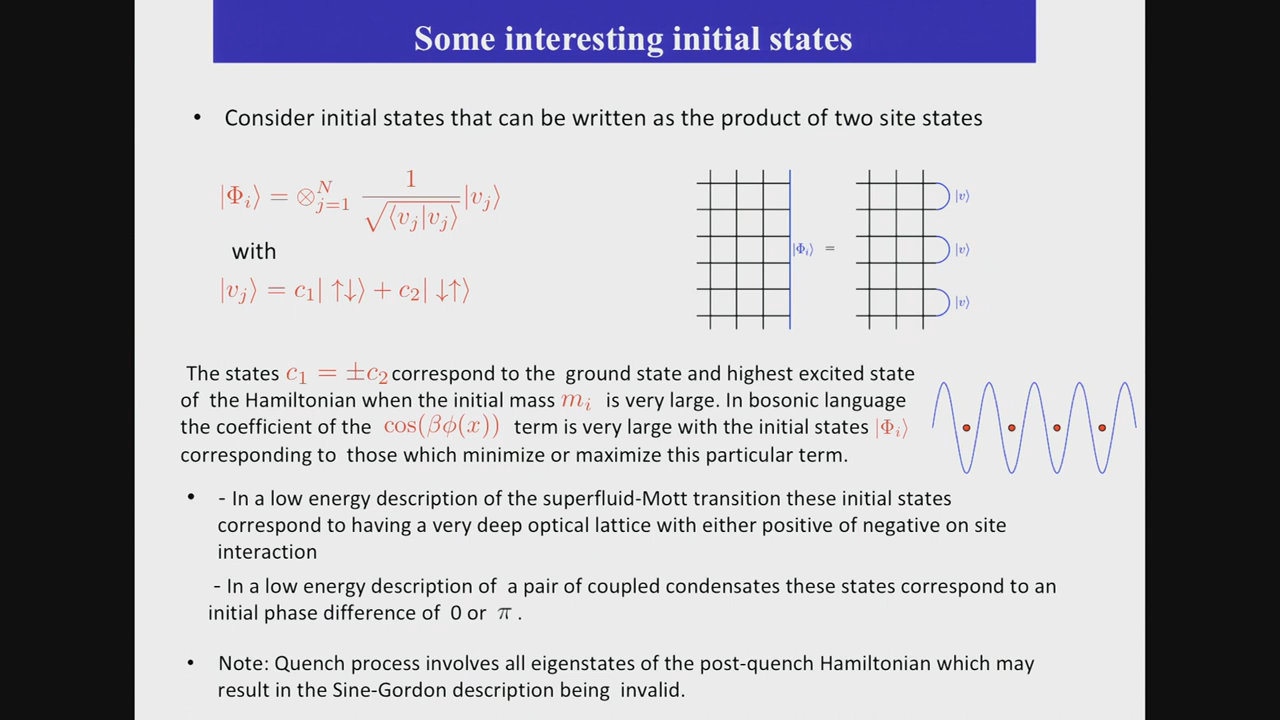 Some interesting initial states
• Consider initial states that can be written as the product of two site states
|Φᵢ⟩ = ⊗ᴺⱼ₌₁ 1/√⟨vⱼ|vⱼ⟩ |vⱼ⟩
with
|vⱼ⟩ = c₁| ↑↓⟩ + c₂| ↓↑⟩
|Φᵢ⟩ =
|v⟩
|v⟩
|v⟩
The states c₁ = ±c₂ correspond to the ground state and highest excited state
of the Hamiltonian when the initial mass mᵢ is very large. In bosonic language
the coefficient of the cos(βϕ(x)) term is very large with the initial states |Φᵢ⟩
corresponding to those which minimize or maximize this particular term.
• - In a low energy description of the superfluid-Mott transition these initial states
correspond to having a very deep optical lattice with either positive of negative on site
interaction
- In a low energy description of a pair of coupled condensates these states correspond to an
initial phase difference of 0 or π .
• Note: Quench process involves all eigenstates of the post-quench Hamiltonian which may
result in the Sine-Gordon description being invalid.